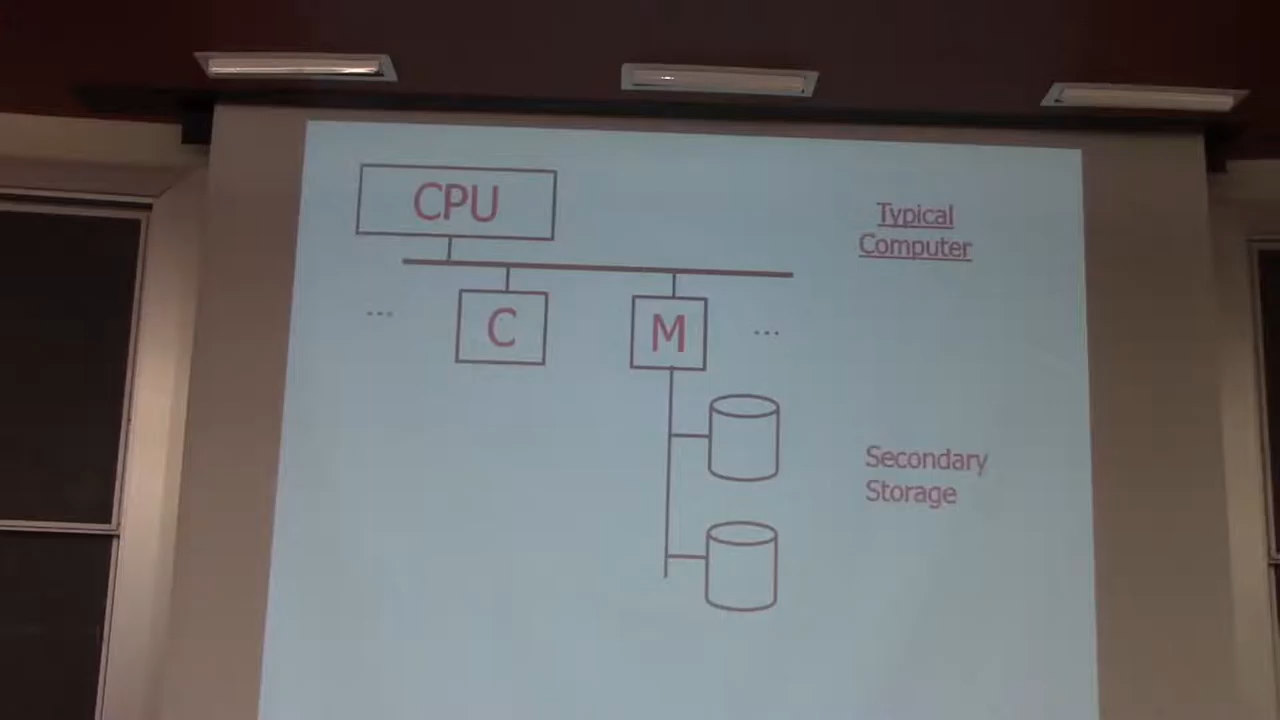 CPU
Typical
Computer
... C M ...
Secondary
Storage